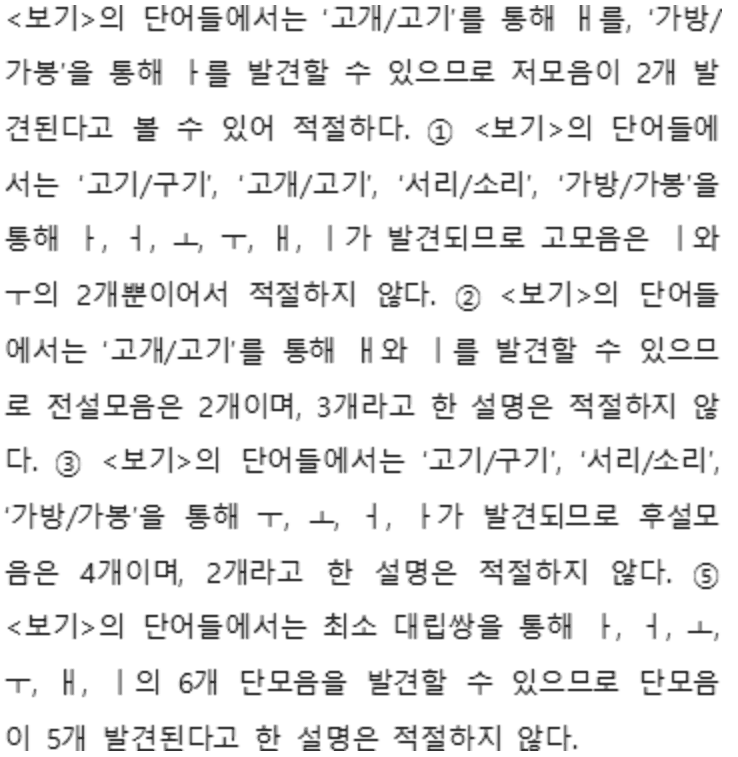 <보기>의 단어들에서는 ‘고개/고기’를 통해 ㅐ를, ‘가방/
가봉’을 통해 ㅏ를 발견할 수 있으므로 저모음이 2개 발
견된다고 볼 수 있어 적절하다. ① <보기>의 단어들에
서는 ‘고기/구기’, ‘고개/고기’, ‘서리/소리’, ‘가방/가봉’을
통해 ㅏ, ㅓ, ㅗ, ㅜ, ㅐ, ㅣ가 발견되므로 고모음은 ㅣ와
ㅜ의 2개뿐이어서 적절하지 않다. ② <보기>의 단어들
에서는 ‘고개/고기’를 통해 ㅐ와 ㅣ를 발견할 수 있으므
로 전설모음은 2개이며, 3개라고 한 설명은 적절하지 않
다. ③ <보기>의 단어들에서는 ‘고기/구기’, ‘서리/소리’,
‘가방/가봉’을 통해 ㅜ, ㅗ, ㅓ, ㅏ가 발견되므로 후설모
음은 4개이며, 2개라고 한 설명은 적절하지 않다. ⑤
<보기>의 단어들에서는 최소 대립쌍을 통해 ㅏ, ㅓ, ㅗ,
ㅜ, ㅐ, ㅣ의 6개 단모음을 발견할 수 있으므로 단모음
이 5개 발견된다고 한 설명은 적절하지 않다.